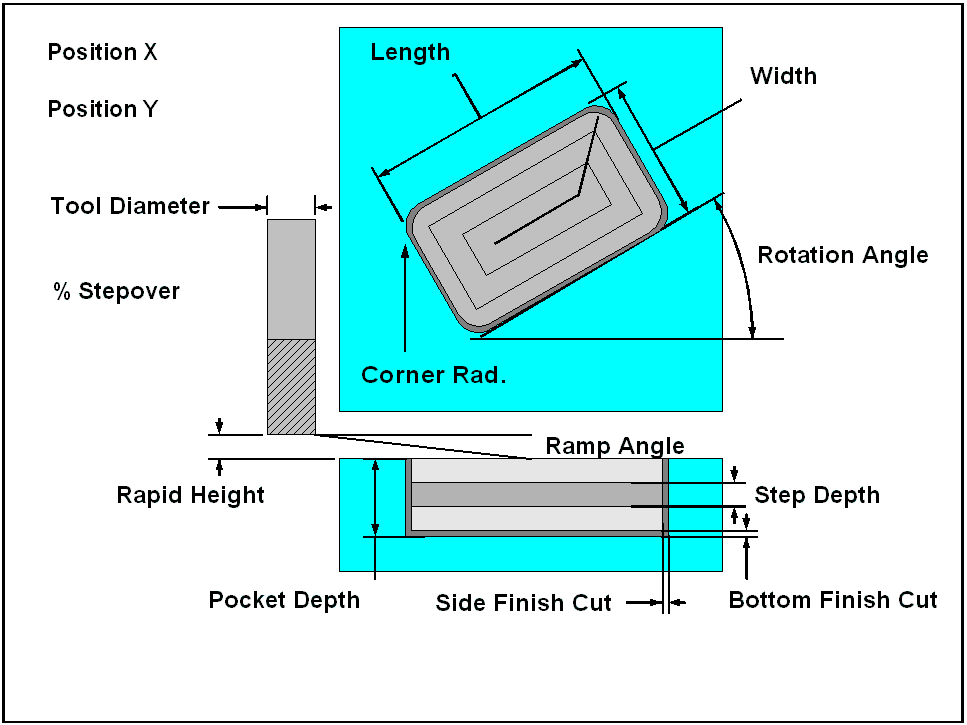 Position X
Length
Width
Position Y
Tool Diameter
Rotation Angle
% Stepover
Corner Rad.
Ramp Angle
Rapid Height
Step Depth
Pocket Depth
Side Finish Cut
Bottom Finish Cut